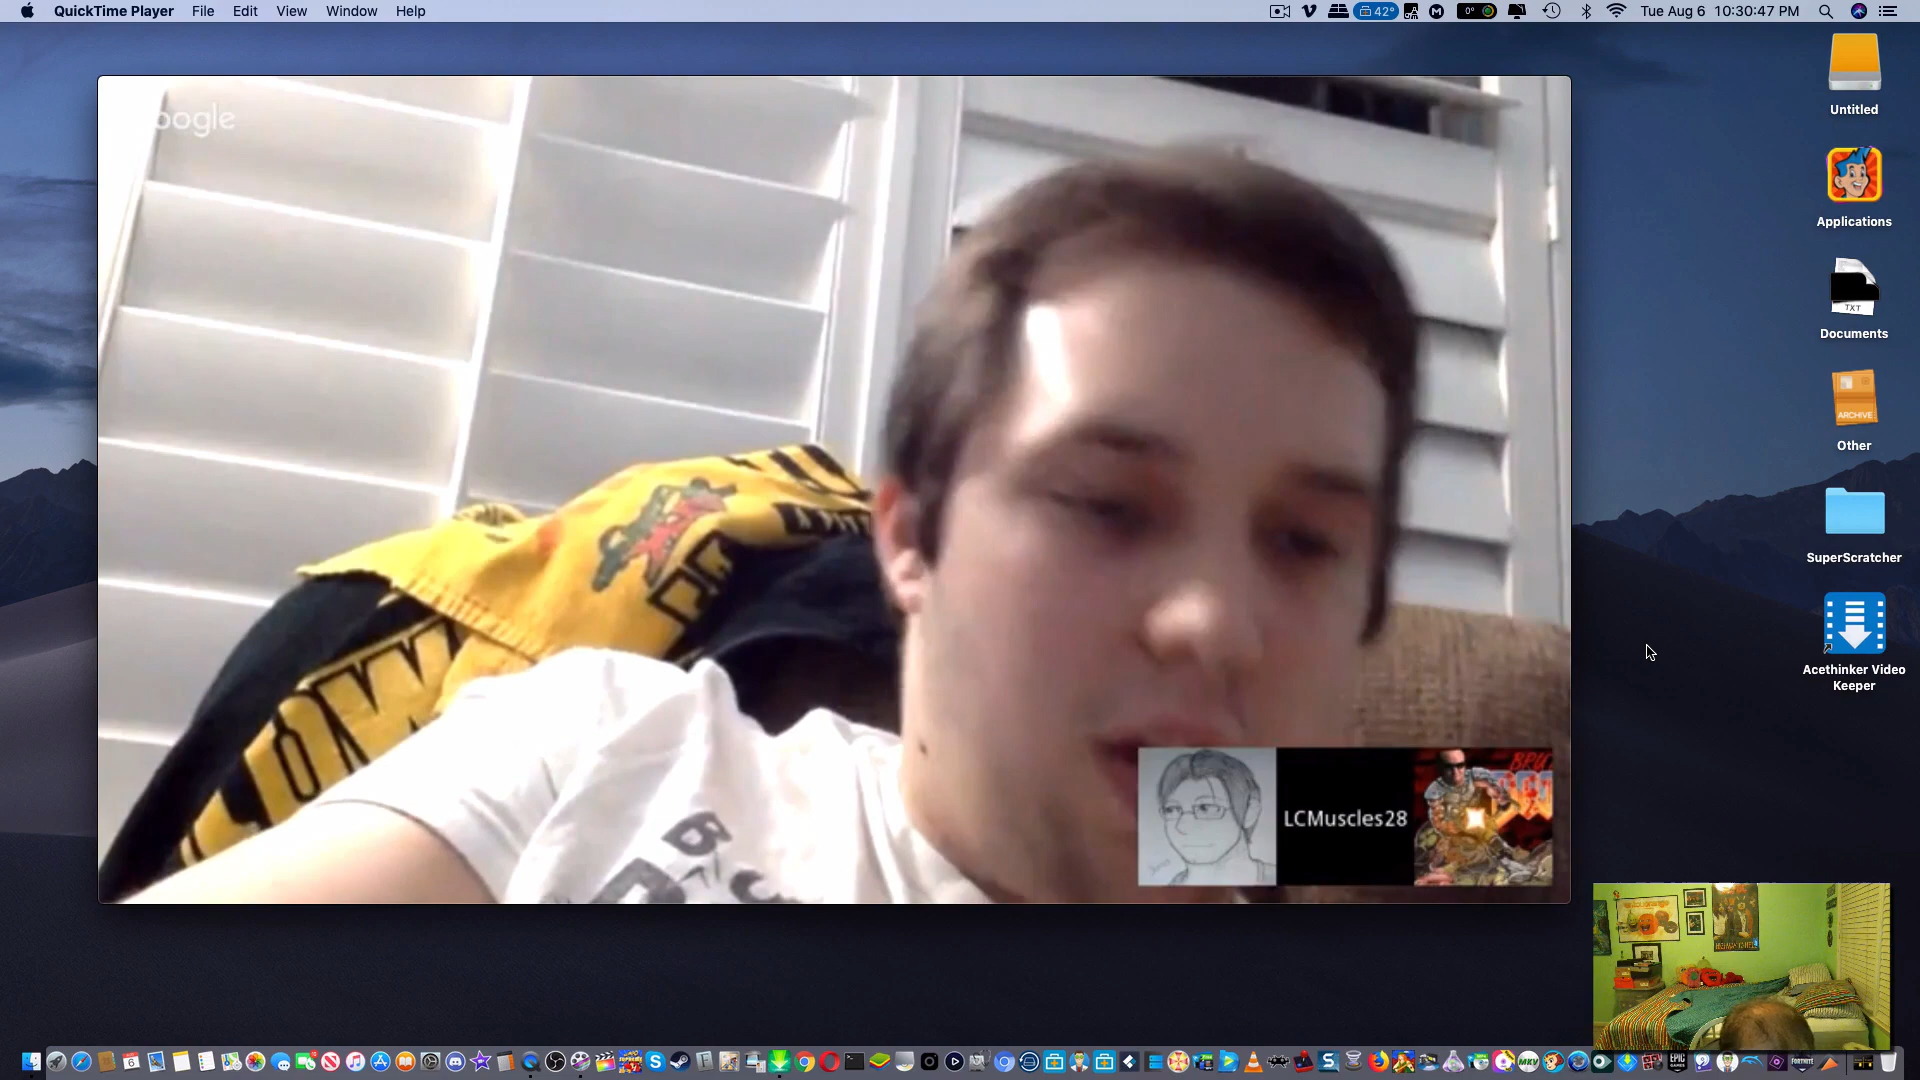 QuickTime Player File Edit View Window Help
42° 0° Tue Aug 6 10:30:47 PM
oogle
Untitled
Applications
TXT
Documents
ARCHIVE
Other
SuperScratcher
Acethinker Video
Keeper
LCMuscles28